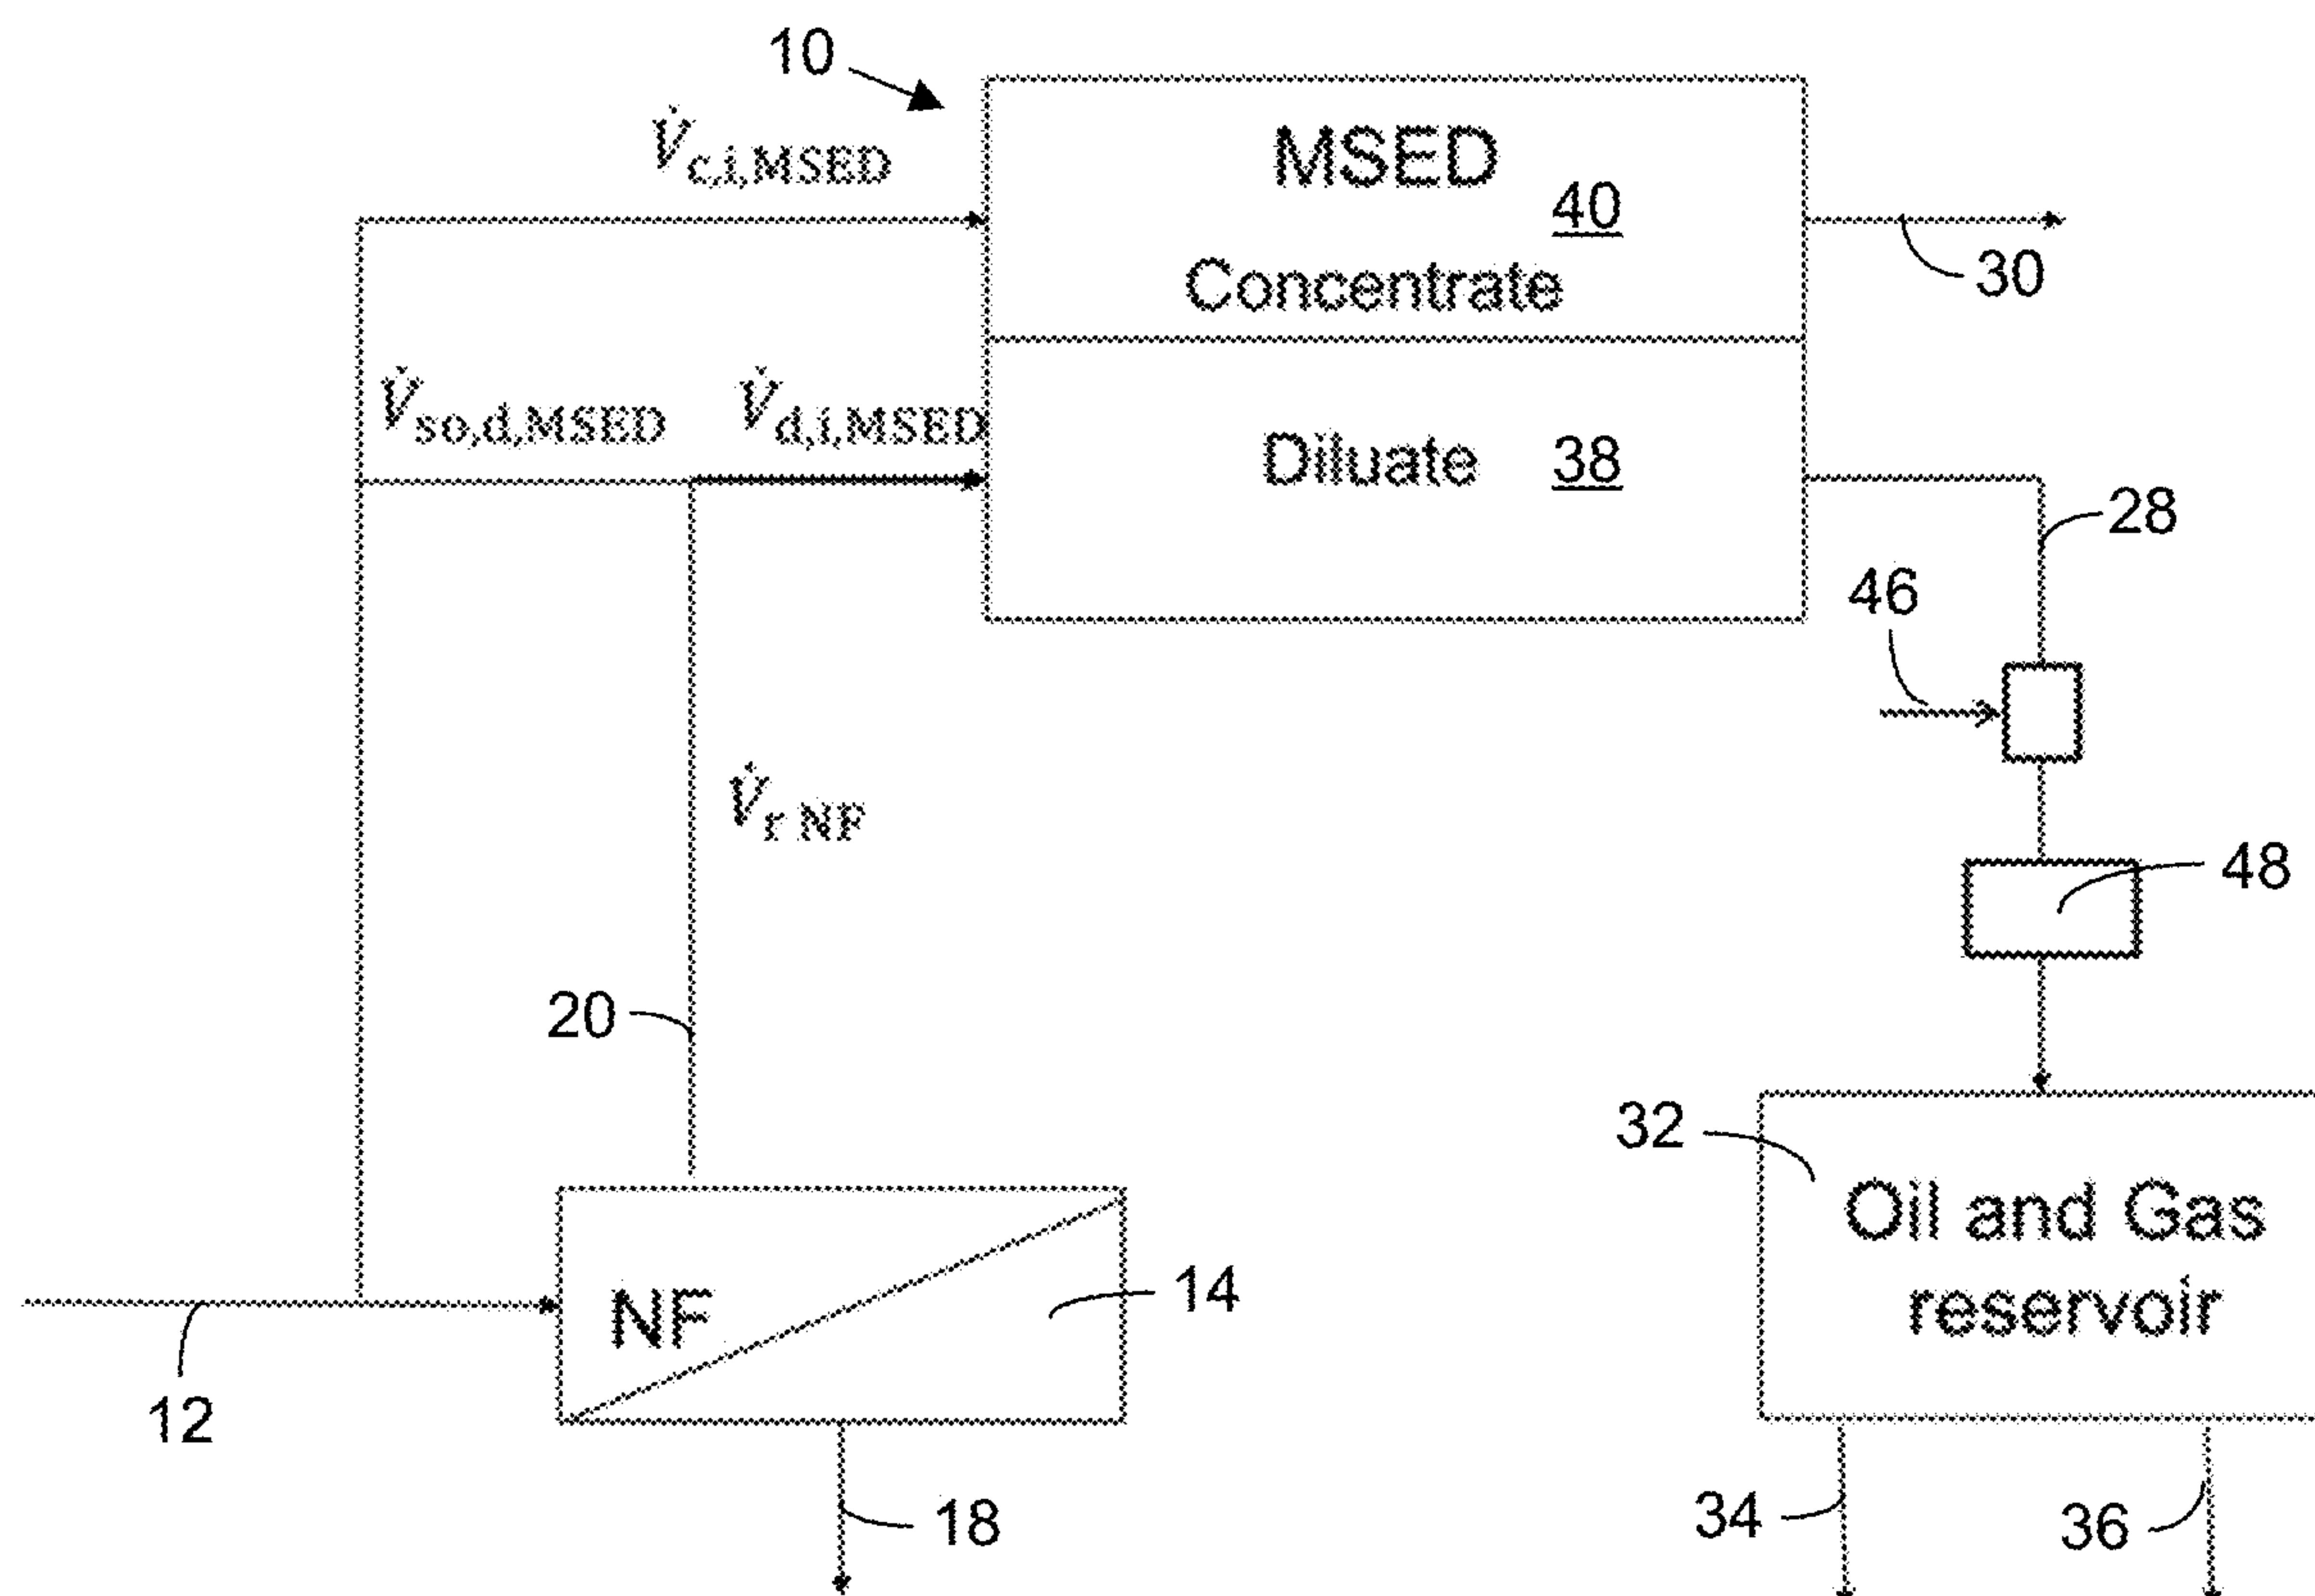 10
V̇c,i,MSED
MSED
40
Concentrate
30
V̇so,d,MSED
V̇d,i,MSED
Diluate
38
28
46
V̇r NF
48
20
32
Oil and Gas
reservoir
NF
14
12
18
34
36